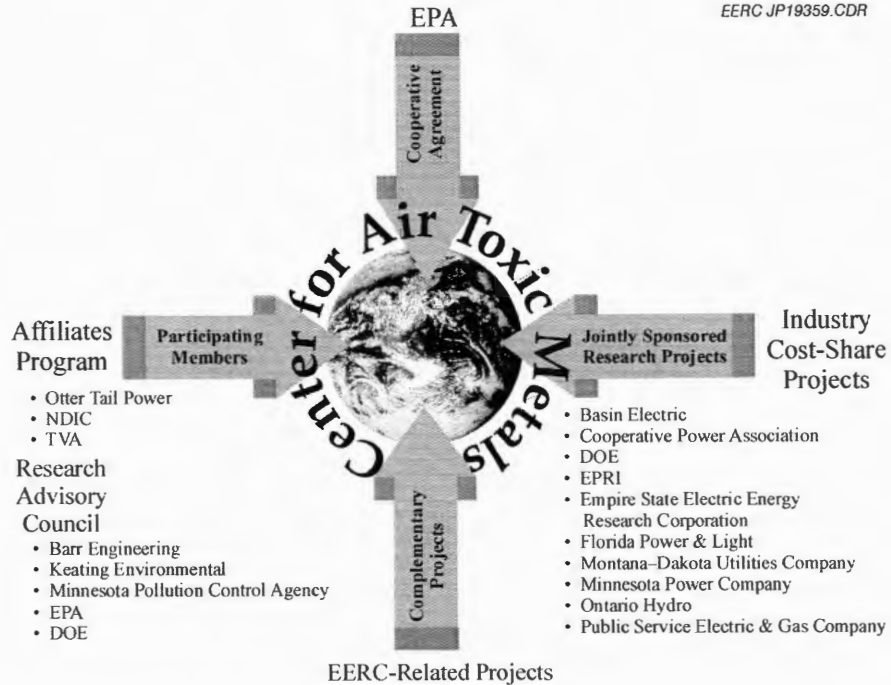 EERC JP19359.CDR
EPA
Cooperative
Agreement
Center for Air Toxic Metals
Affiliates
Program
Participating
Members
• Otter Tail Power
• NDIC
• TVA
Research
Advisory
Council
• Barr Engineering
• Keating Environmental
• Minnesota Pollution Control Agency
• EPA
• DOE
Jointly Sponsored
Research Projects
Industry
Cost-Share
Projects
• Basin Electric
• Cooperative Power Association
• DOE
• EPRI
• Empire State Electric Energy
Research Corporation
• Florida Power & Light
• Montana–Dakota Utilities Company
• Minnesota Power Company
• Ontario Hydro
• Public Service Electric & Gas Company
Complementary
Projects
EERC-Related Projects